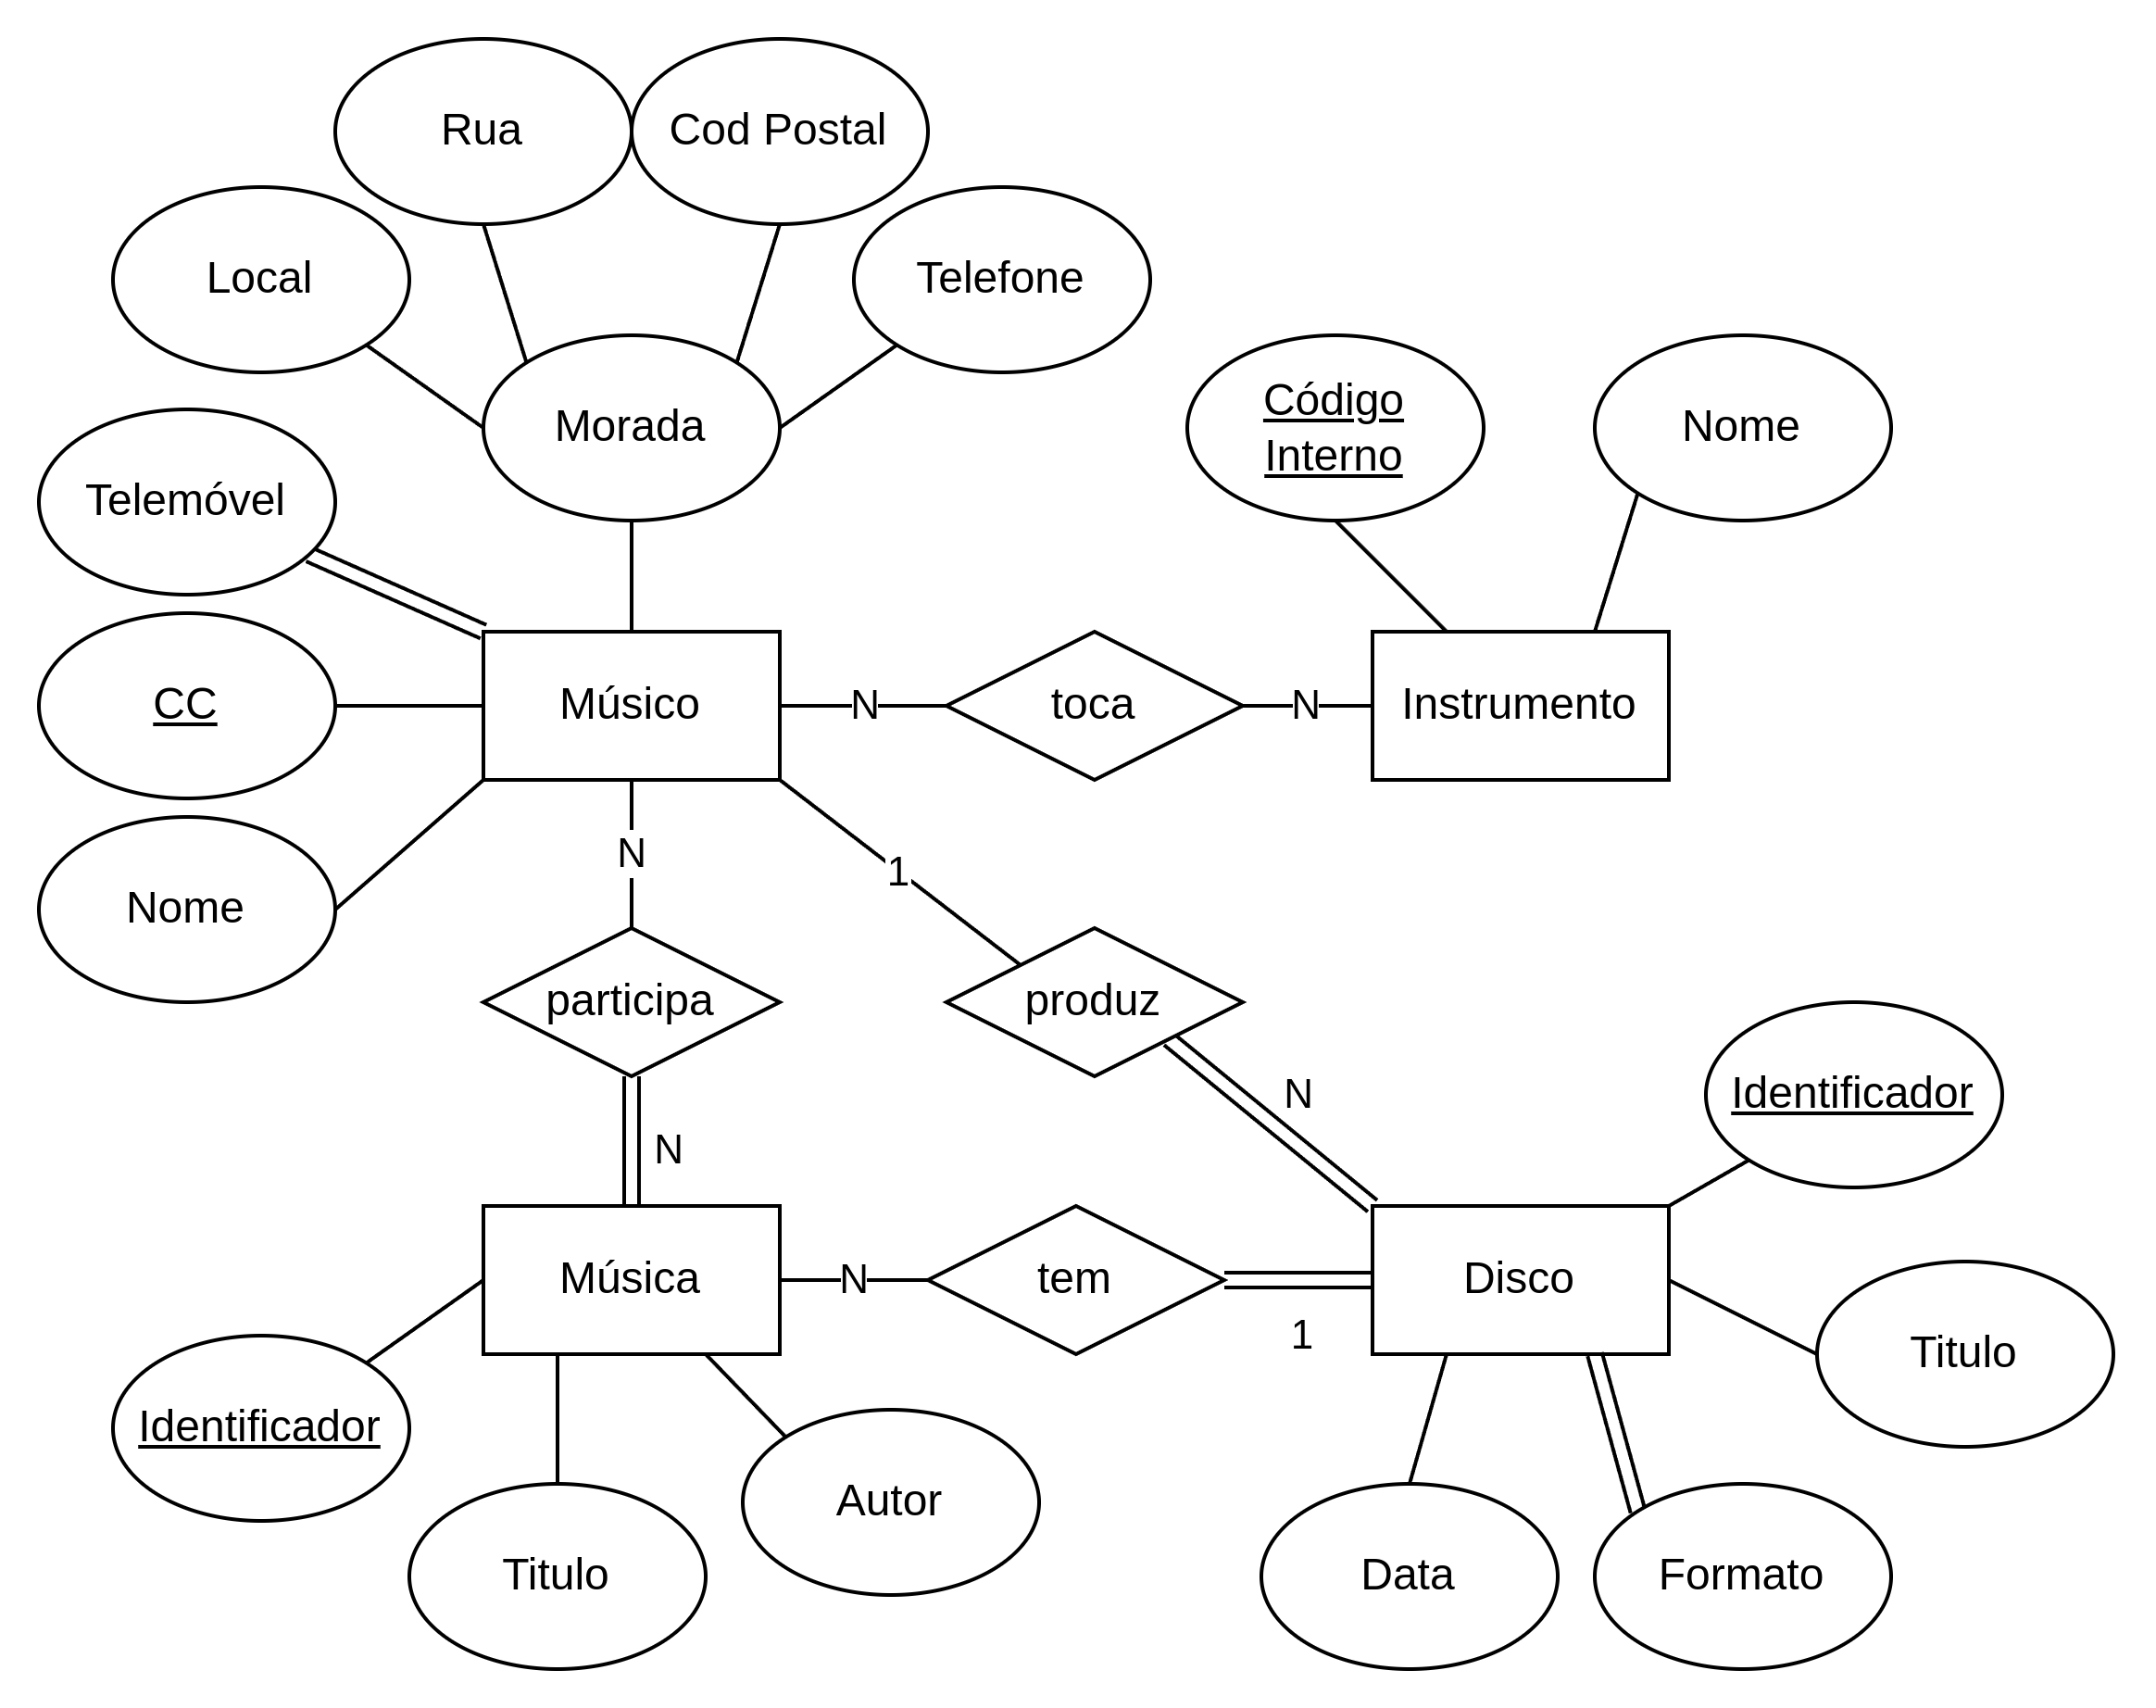 Rua
Cod Postal
Local
Telefone
Morada
Código
Interno
Nome
Telemóvel
CC
Músico
N
toca
N
Instrumento
N
1
Nome
participa
produz
N
N
Identificador
Música
N
tem
1
Disco
Titulo
Identificador
Autor
Titulo
Data
Formato